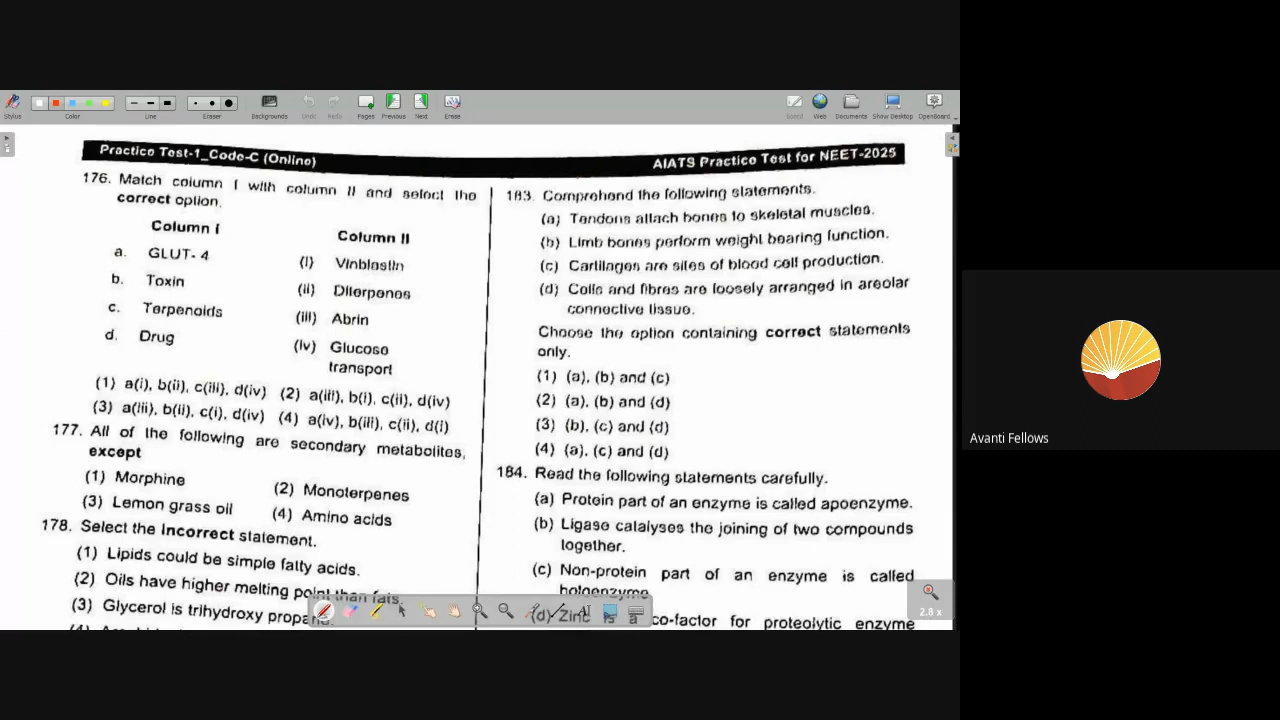 Stylus
Color
Line
Eraser
Backgrounds
Undo
Redo
Pages
Previous
Next
Erase
Board
Web
Documents
Show Desktop
OpenBoard
Practice Test-1_Code-C (Online)
AIATS Practice Test for NEET-2025
176. Match column I with column II and select the
correct option.
Column I
Column II
a. GLUT- 4
(i) Vinblastin
b. Toxin
(ii) Diterpenes
c. Terpenoids
(iii) Abrin
d. Drug
(iv) Glucose
transport
(1) a(i), b(ii), c(iii), d(iv) (2) a(iii), b(i), c(ii), d(iv)
(3) a(iii), b(ii), c(i), d(iv) (4) a(iv), b(iii), c(ii), d(i)
177. All of the following are secondary metabolites,
except
(1) Morphine
(2) Monoterpenes
(3) Lemon grass oil
(4) Amino acids
178. Select the incorrect statement.
(1) Lipids could be simple fatty acids.
(2) Oils have higher melting point than fats.
(3) Glycerol is trihydroxy propane.
183. Comprehend the following statements.
(a) Tendons attach bones to skeletal muscles.
(b) Limb bones perform weight bearing function.
(c) Cartilages are sites of blood cell production.
(d) Cells and fibres are loosely arranged in areolar
connective tissue.
Choose the option containing correct statements
only.
(1) (a), (b) and (c)
(2) (a), (b) and (d)
(3) (b), (c) and (d)
(4) (a), (c) and (d)
184. Read the following statements carefully.
(a) Protein part of an enzyme is called apoenzyme.
(b) Ligase catalyses the joining of two compounds
together.
(c) Non-protein part of an enzyme is called
holoenzyme
(d) Zinc is a co-factor for proteolytic enzyme
2.8 x
Avanti Fellows